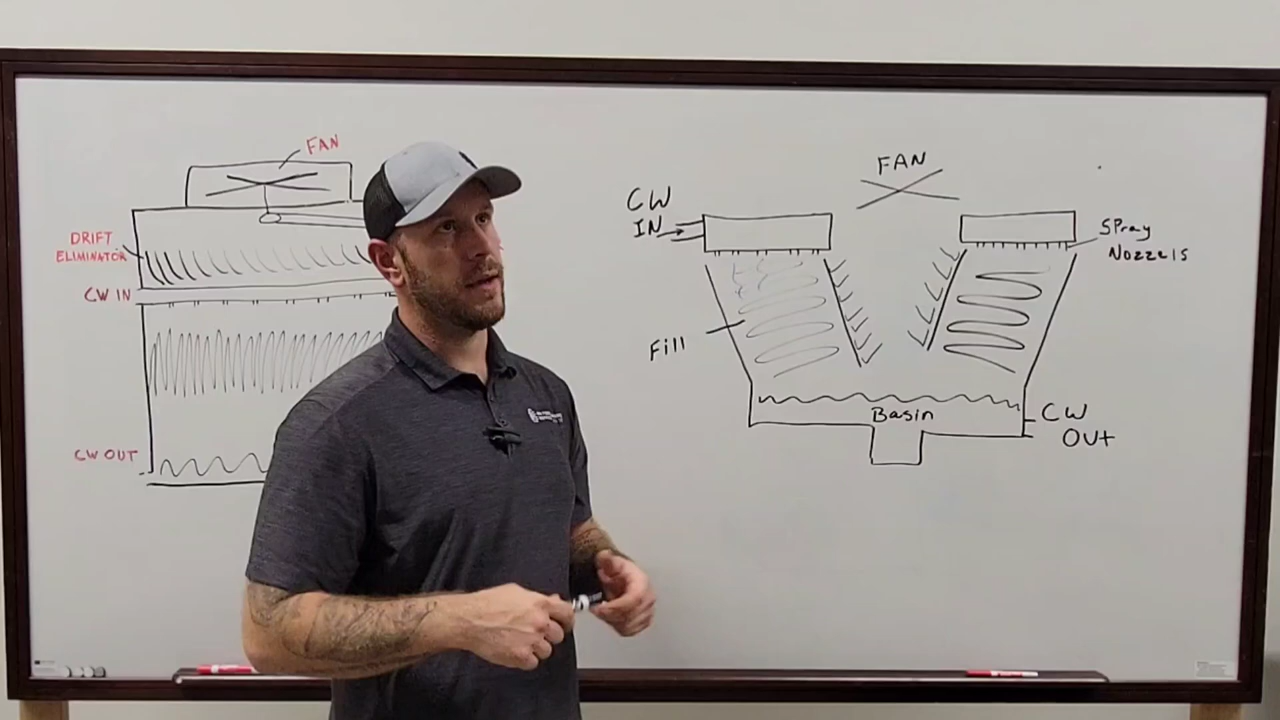 FAN
DRIFT
ELIMINATOR
CW IN
CW OUT
FAN
CW
IN
SPray
Nozzels
Fill
Basin
CW
OUt